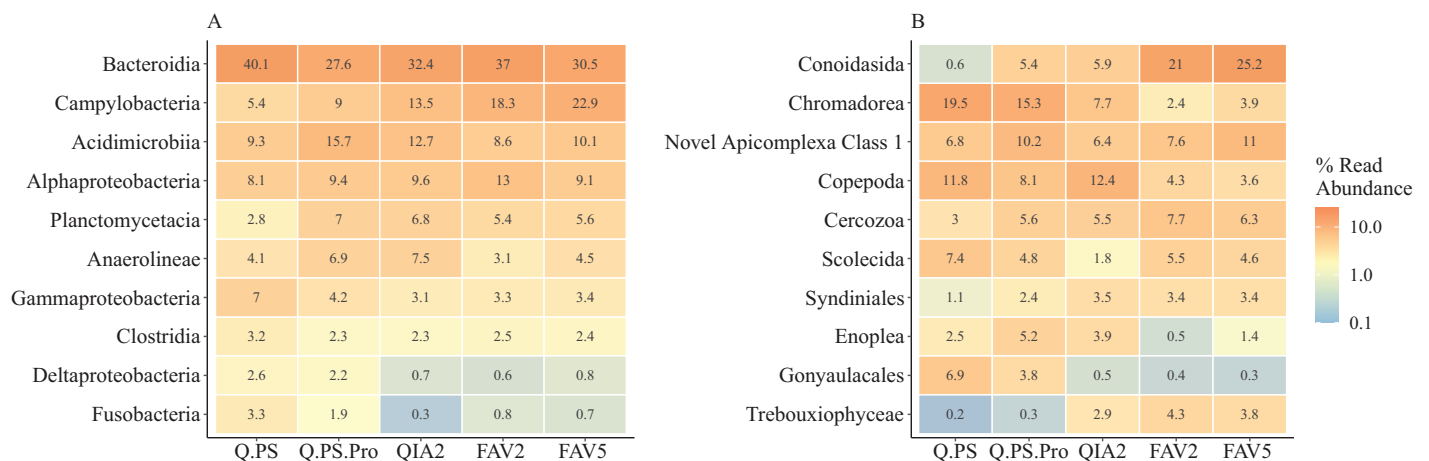 A
Bacteroidia 40.1 27.6 32.4 37 30.5
Campylobacteria 5.4 9 13.5 18.3 22.9
Acidimicrobiia 9.3 15.7 12.7 8.6 10.1
Alphaproteobacteria 8.1 9.4 9.6 13 9.1
Planctomycetacia 2.8 7 6.8 5.4 5.6
Anaerolineae 4.1 6.9 7.5 3.1 4.5
Gammaproteobacteria 7 4.2 3.1 3.3 3.4
Clostridia 3.2 2.3 2.3 2.5 2.4
Deltaproteobacteria 2.6 2.2 0.7 0.6 0.8
Fusobacteria 3.3 1.9 0.3 0.8 0.7
Q.PS Q.PS.Pro QIA2 FAV2 FAV5
B
Conoidasida 0.6 5.4 5.9 21 25.2
Chromadorea 19.5 15.3 7.7 2.4 3.9
Novel Apicomplexa Class 1 6.8 10.2 6.4 7.6 11
Copepoda 11.8 8.1 12.4 4.3 3.6
Cercozoa 3 5.6 5.5 7.7 6.3
Scolecida 7.4 4.8 1.8 5.5 4.6
Syndiniales 1.1 2.4 3.5 3.4 3.4
Enoplea 2.5 5.2 3.9 0.5 1.4
Gonyaulacales 6.9 3.8 0.5 0.4 0.3
Trebouxiophyceae 0.2 0.3 2.9 4.3 3.8
Q.PS Q.PS.Pro QIA2 FAV2 FAV5
% Read
Abundance
10.0
1.0
0.1